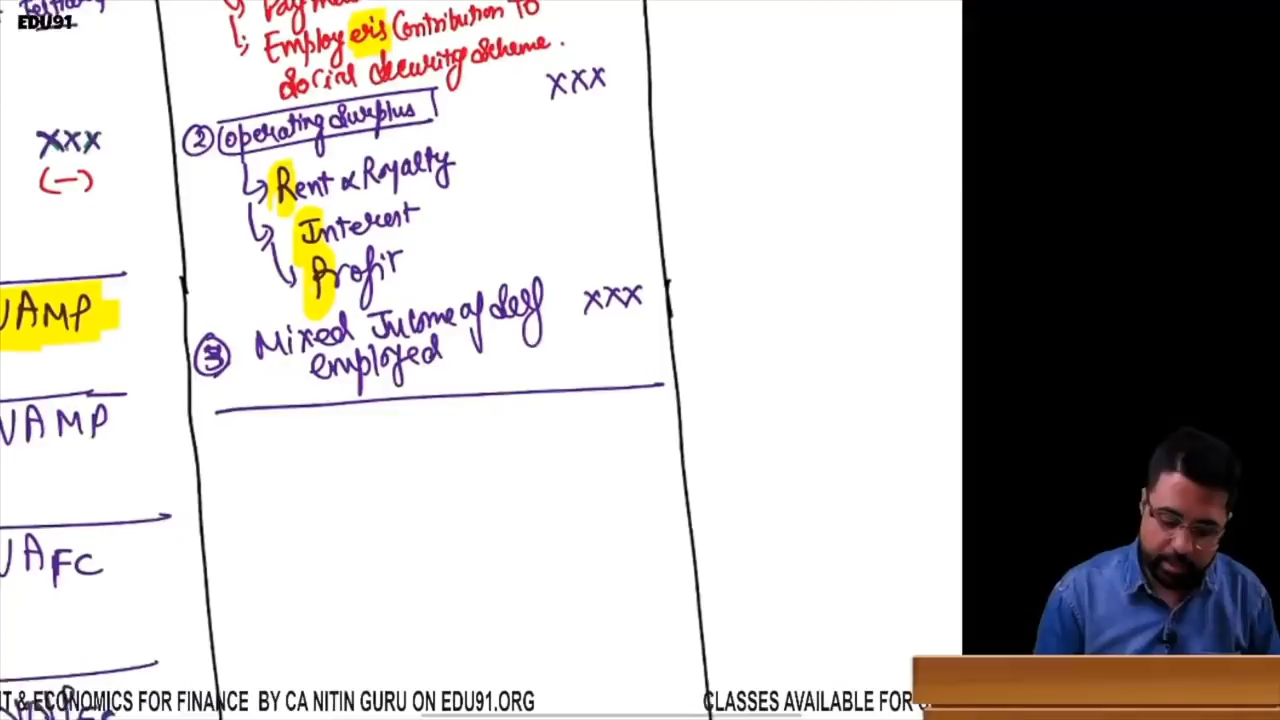 EDU91
Employer's Contribution to
Social Security Scheme.
xxx
② Operating Surplus
Rent & Royalty
Interest
Profit
③ Mixed Income of Self
employed
xxx
xxx
(-)
VAMP
VAMP
VAFC
T & ECONOMICS FOR FINANCE BY CA NITIN GURU ON EDU91.ORG
CLASSES AVAILABLE FOR